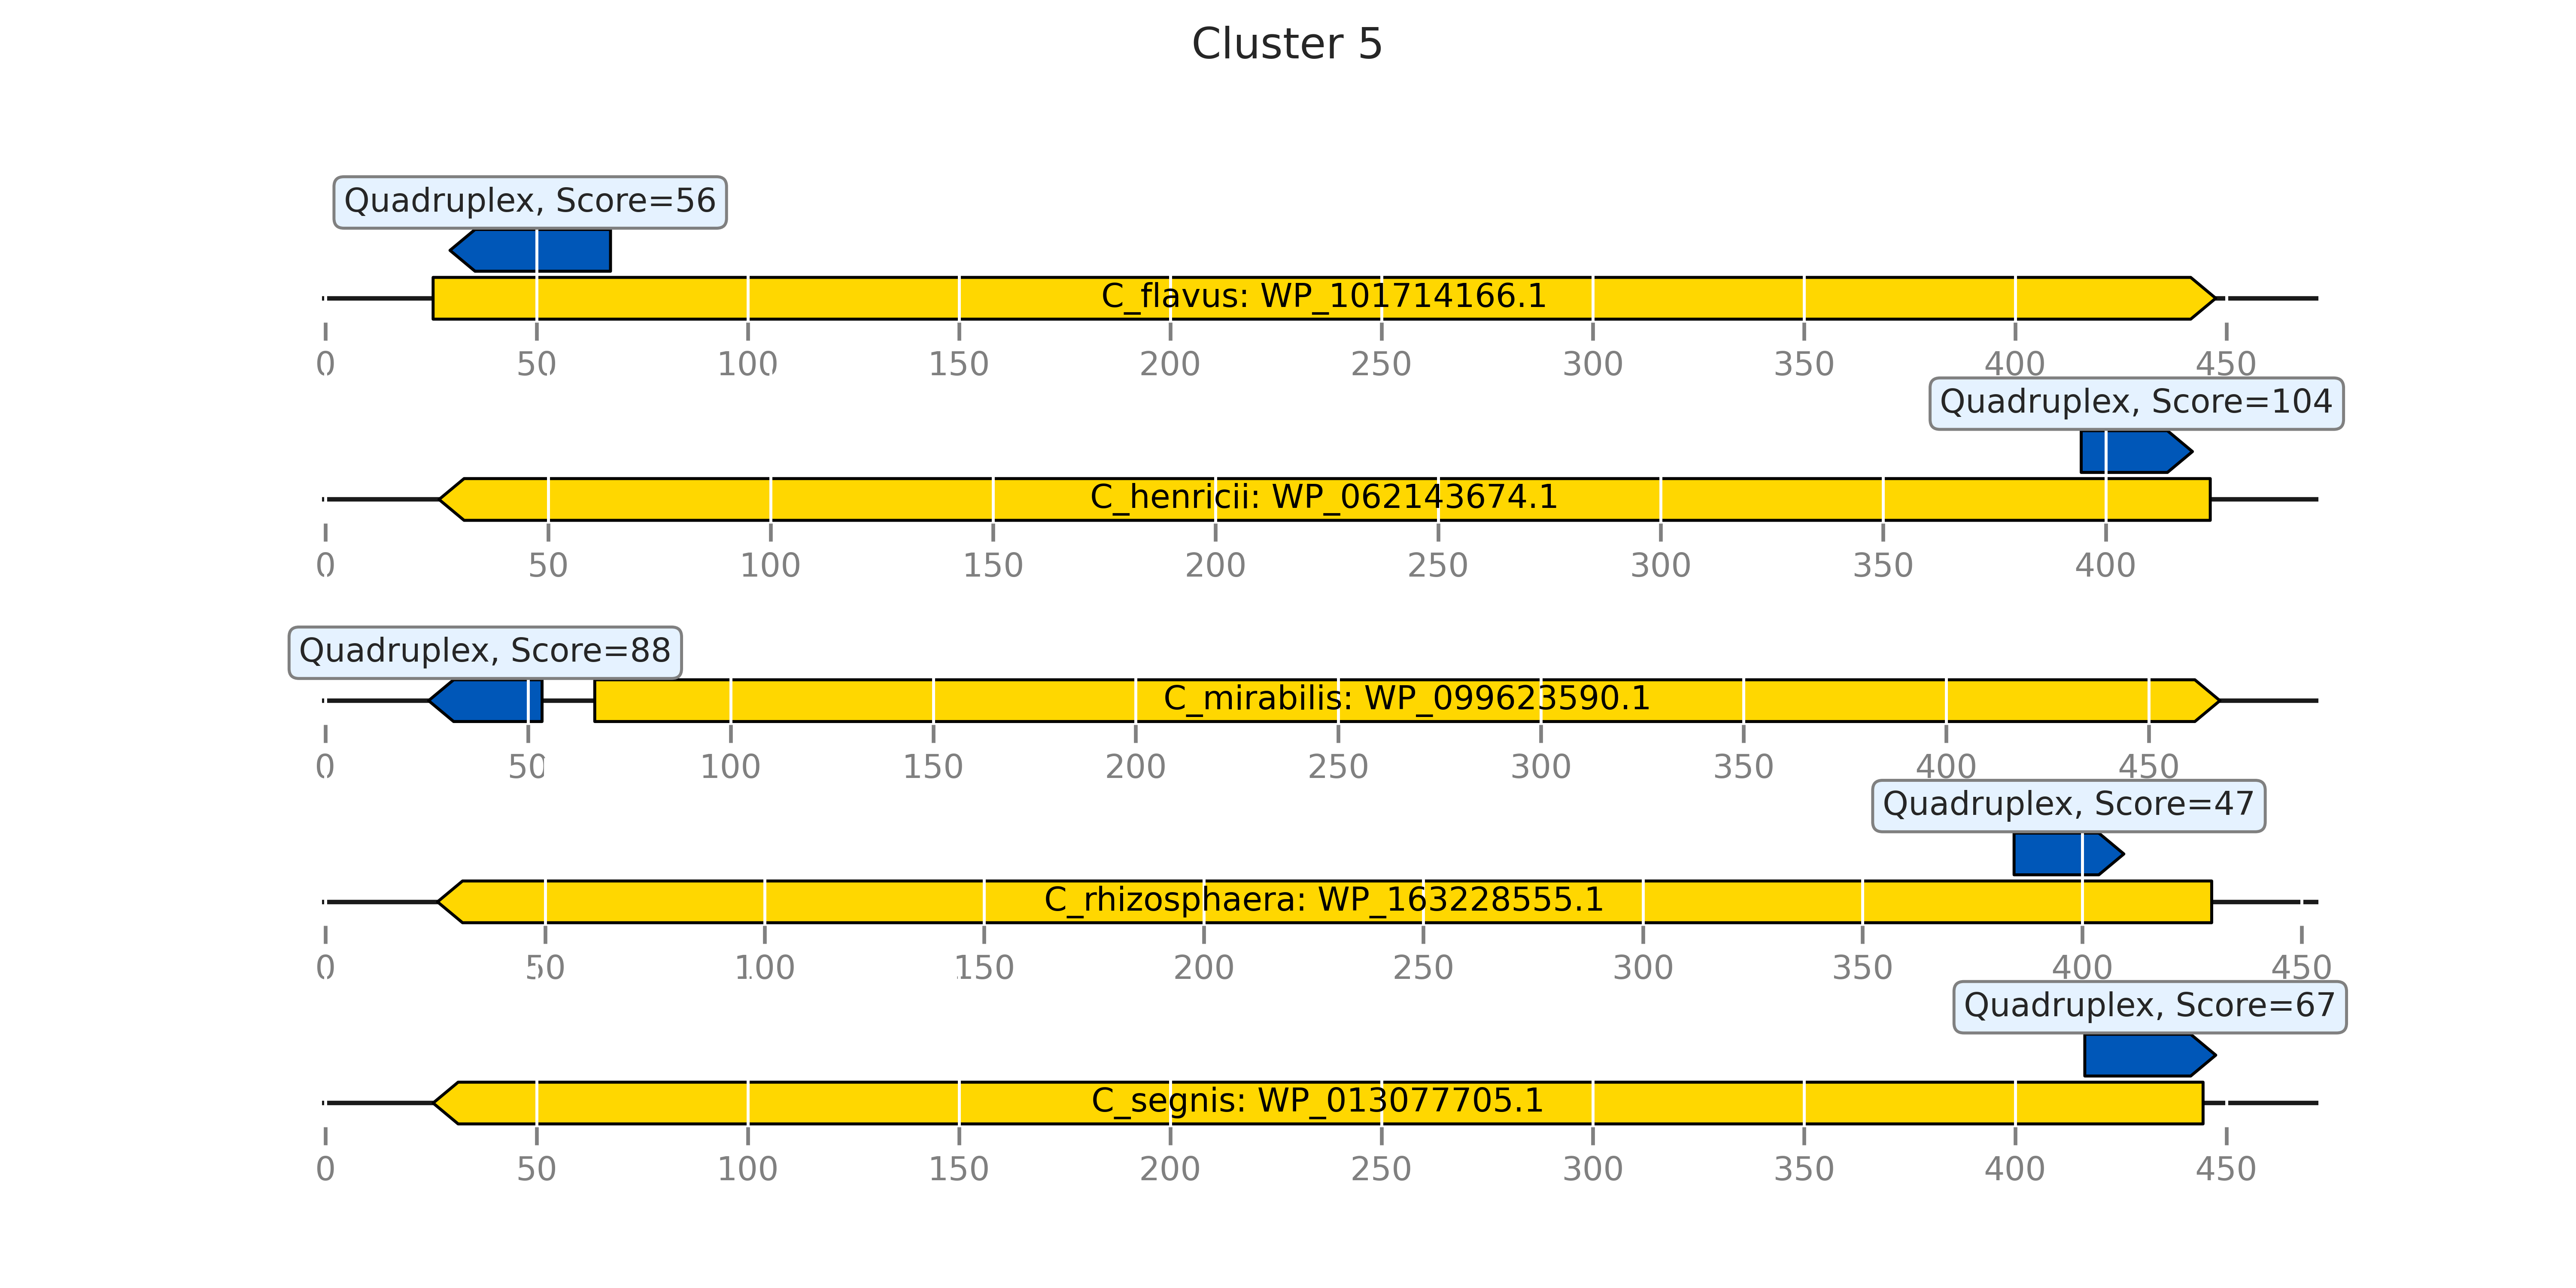 Cluster 5
Quadruplex, Score=56
C_flavus: WP_101714166.1
0 50 100 150 200 250 300 350 400 450
Quadruplex, Score=104
C_henricii: WP_062143674.1
0 50 100 150 200 250 300 350 400
Quadruplex, Score=88
C_mirabilis: WP_099623590.1
0 50 100 150 200 250 300 350 400 450
Quadruplex, Score=47
C_rhizosphaera: WP_163228555.1
0 50 100 150 200 250 300 350 400 450
Quadruplex, Score=67
C_segnis: WP_013077705.1
0 50 100 150 200 250 300 350 400 450